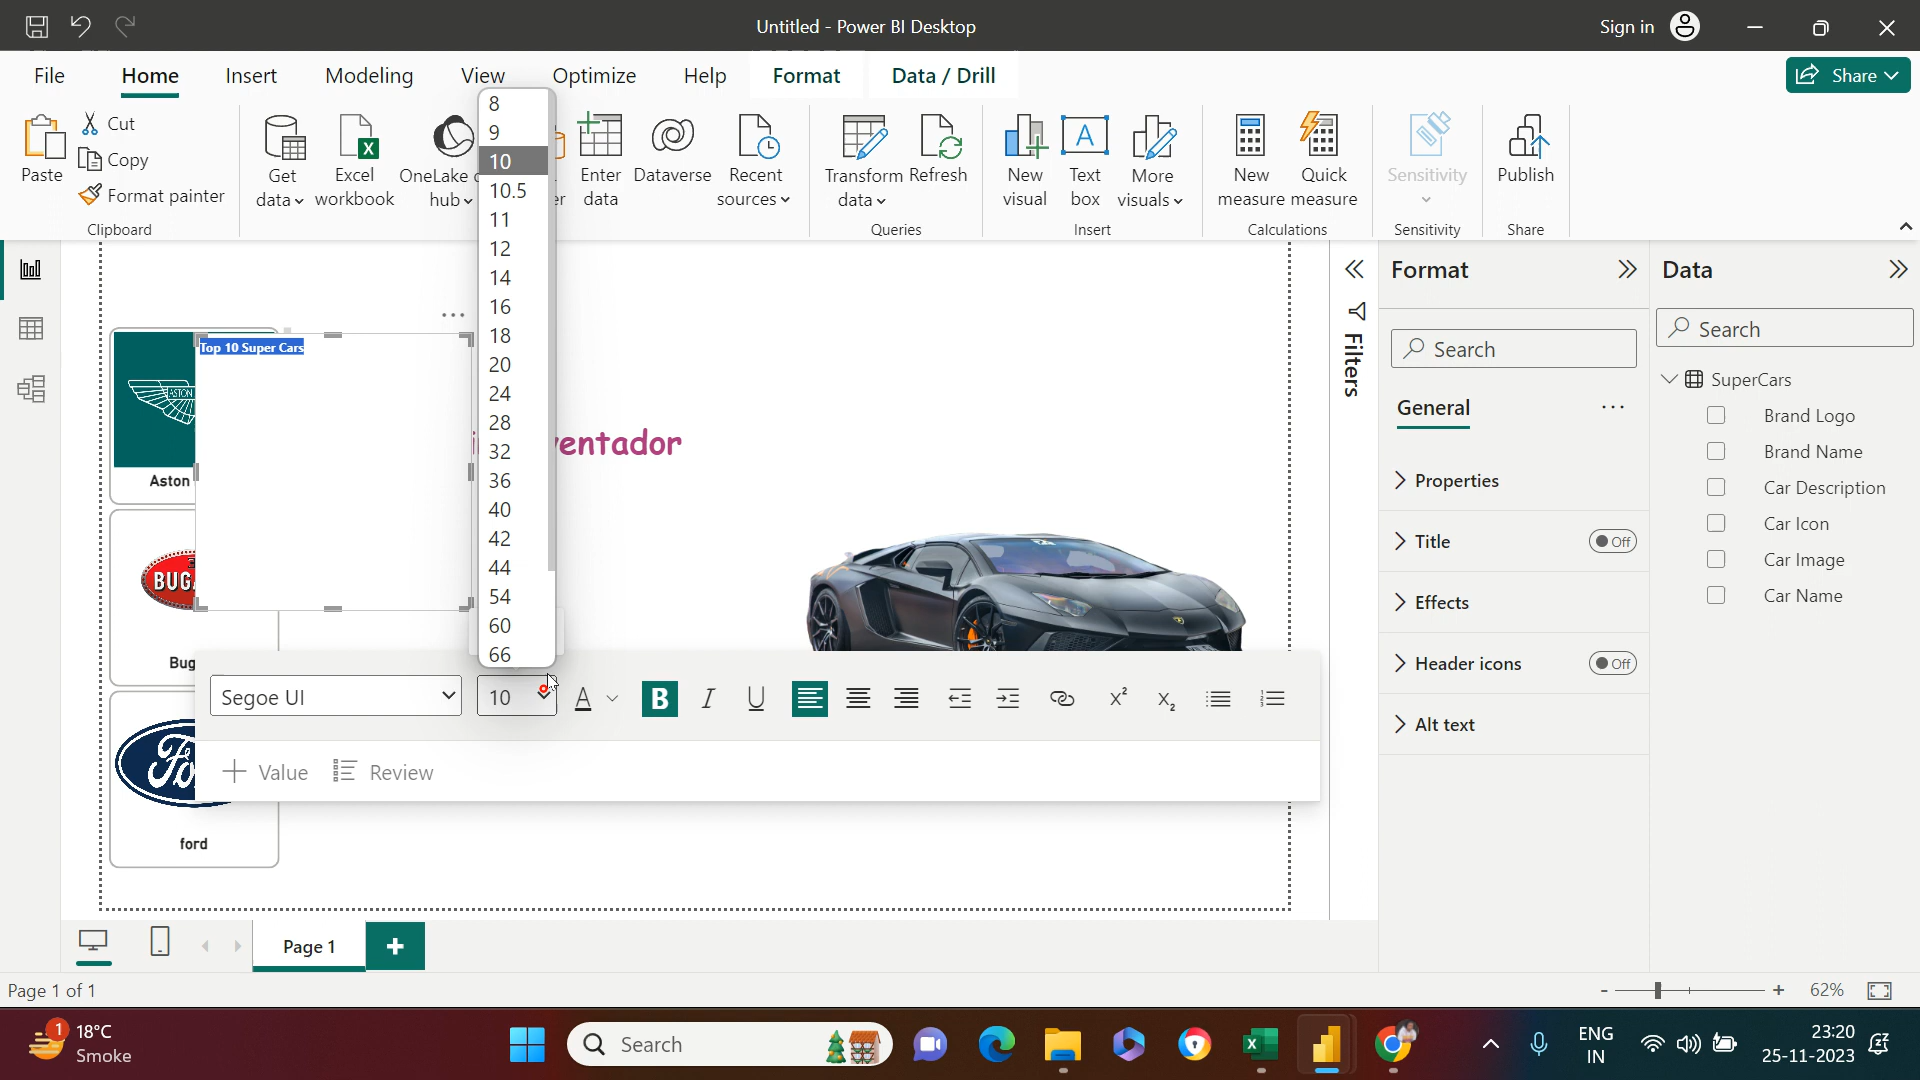 Untitled - Power BI Desktop
Sign in
File
Home
Insert
Modeling
View
Optimize
Help
Format
Data / Drill
Share
Paste
Cut
Copy
Format painter
Clipboard
Get
data
Excel
workbook
OneLake
hub
er
Enter
data
Dataverse
Recent
sources
Transform
data
Refresh
Queries
New
visual
Text
box
More
visuals
Insert
New
measure
Quick
measure
Calculations
Sensitivity
Sensitivity
Publish
Share
8
9
10
10.5
11
12
14
16
18
20
24
28
32
36
40
42
44
54
60
66
Top 10 Super Cars
ventador
ASTON
Aston
BUGA
Bug
Ford
ford
Segoe UI
10
A
B
I
U
Value
Review
Filters
Format
Search
General
Properties
Title
Off
Effects
Header icons
Off
Alt text
Data
Search
SuperCars
Brand Logo
Brand Name
Car Description
Car Icon
Car Image
Car Name
Page 1
Page 1 of 1
62%
1
18°C
Smoke
Search
ENG
IN
23:20
25-11-2023